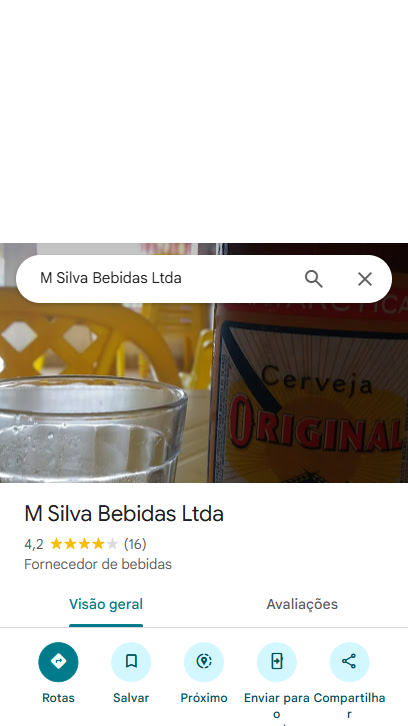 M Silva Bebidas Ltda
ANTARCTICA
Cerveja
ORIGINAL
M Silva Bebidas Ltda
4,2 (16)
Fornecedor de bebidas
Visão geral Avaliações
Rotas Salvar Próximo Enviar para o Compartilhar